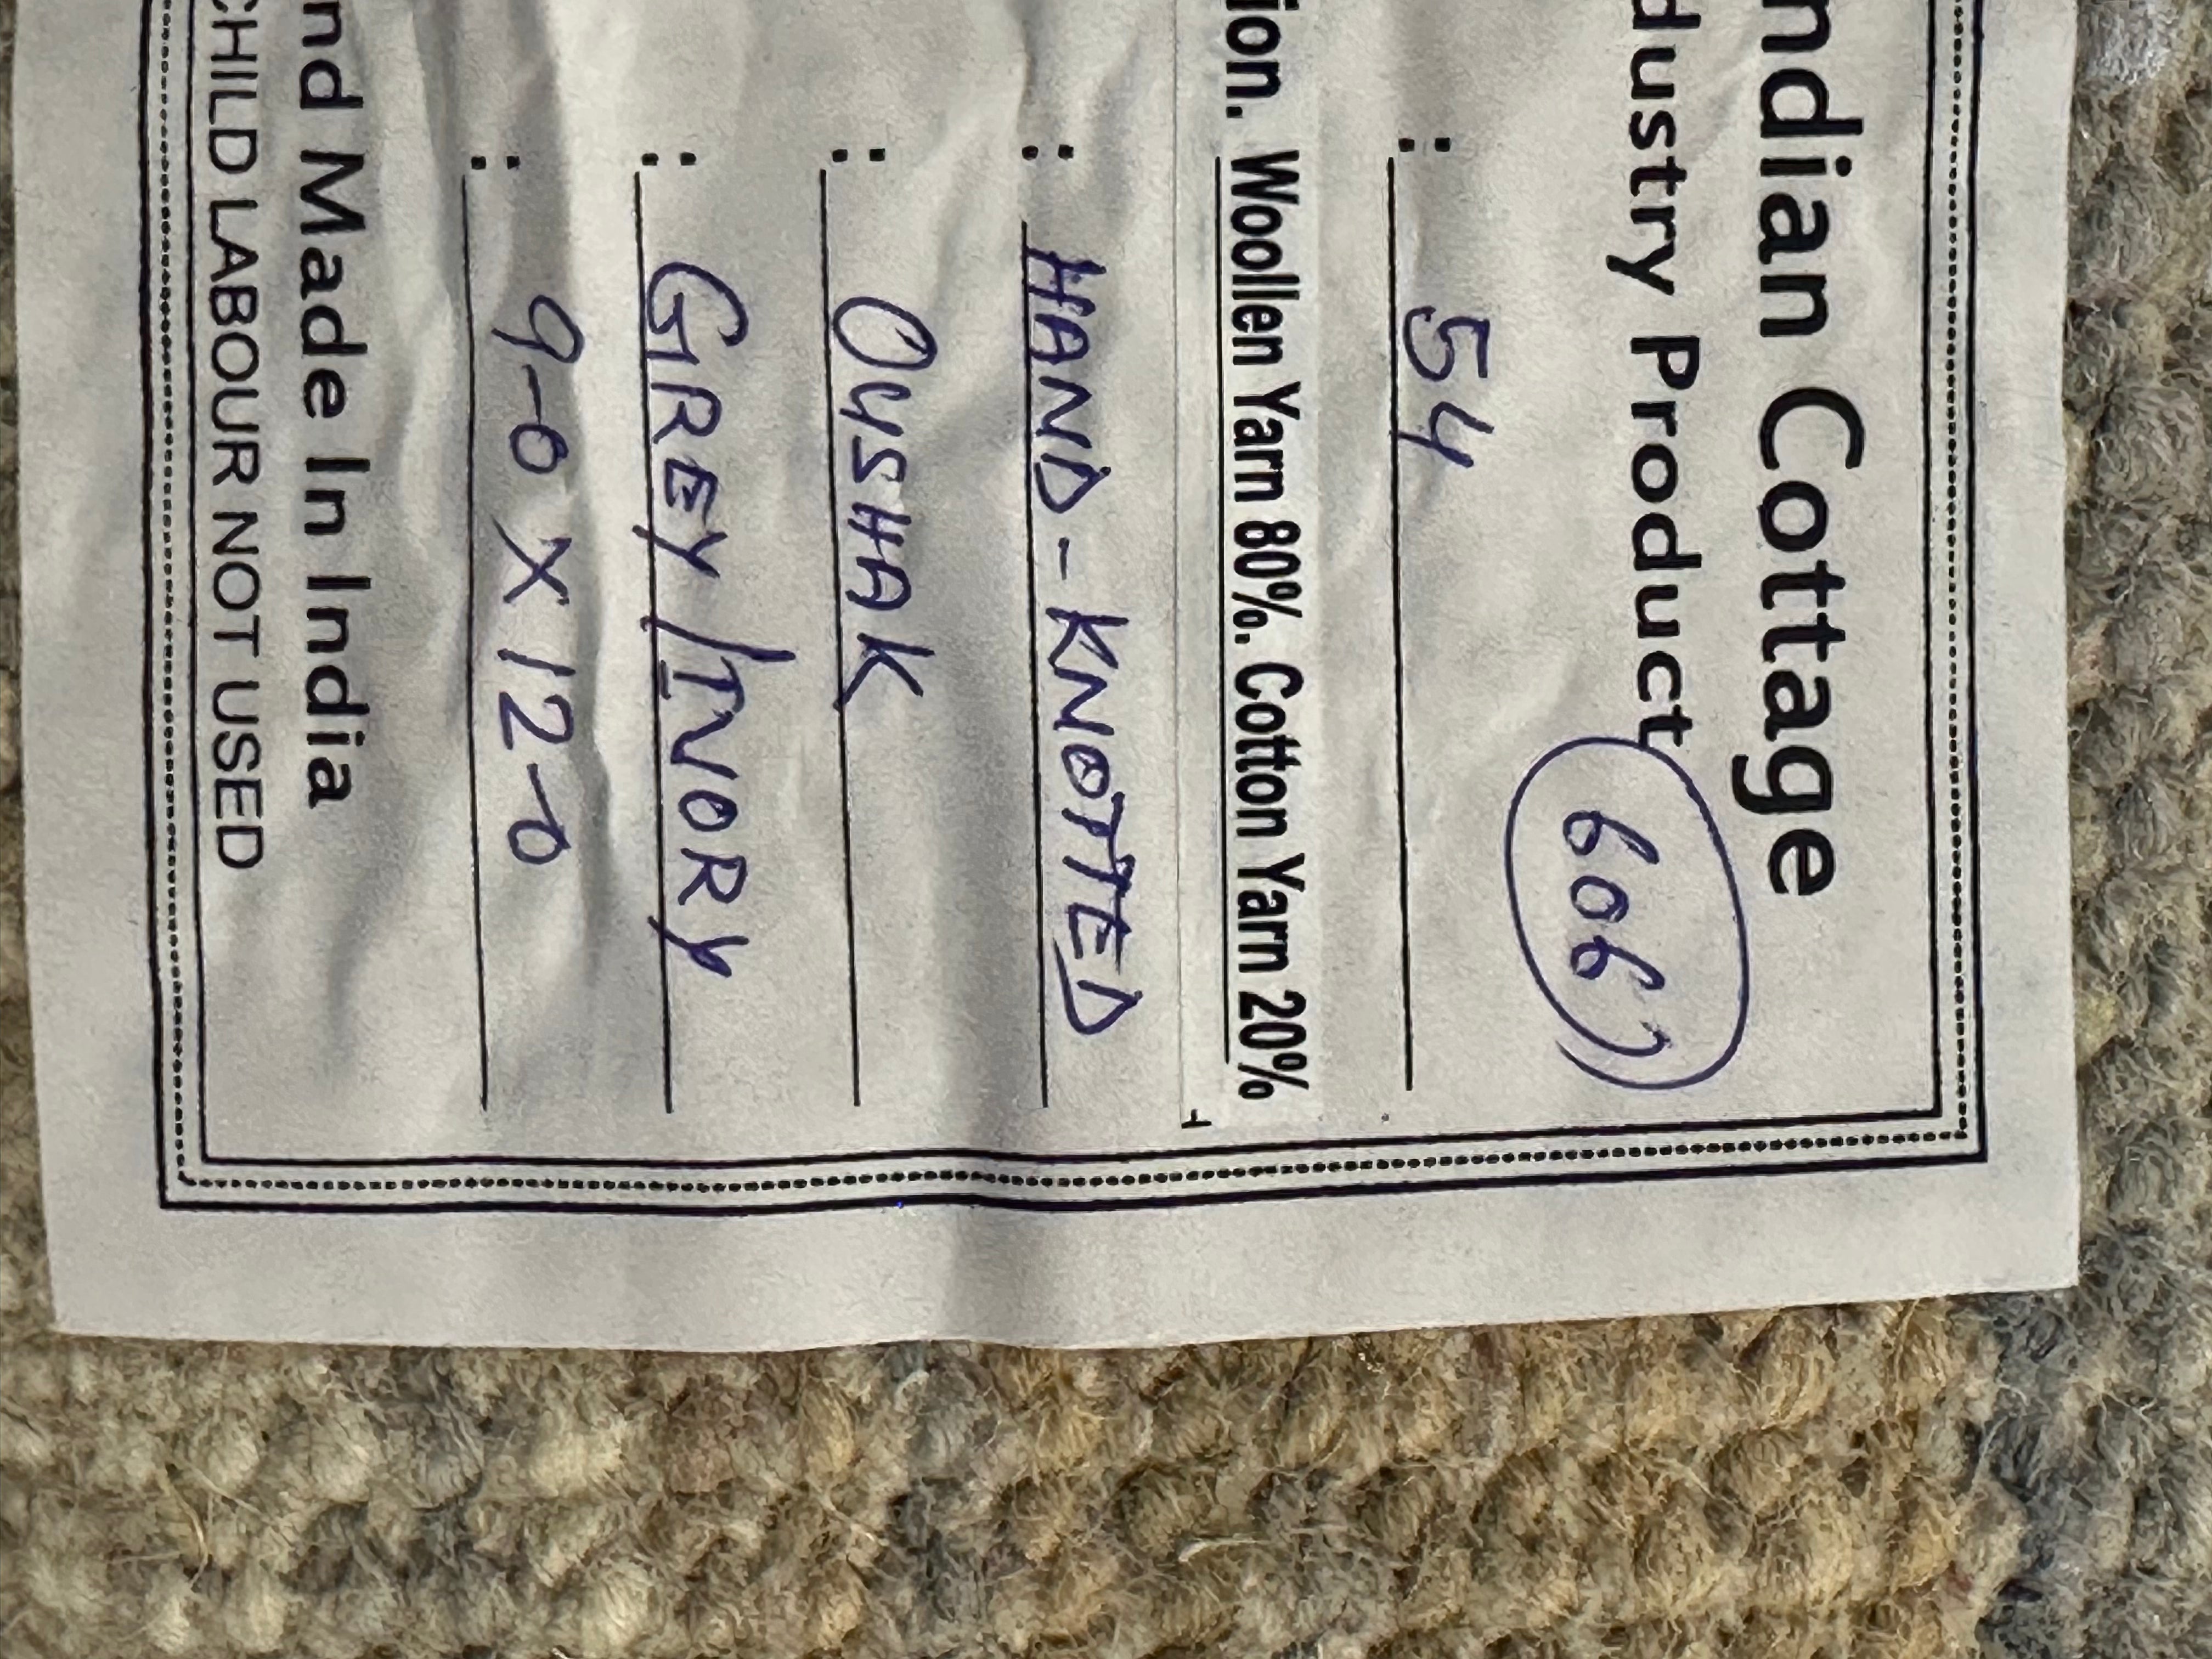 ndian Cottage
dustry Product
606
: 54
ion. Woollen Yarn 80%. Cotton Yarn 20%
: HAND-KNOTTED
: OUSHAK
: GREY/IVORY
: 9-0 X 12-0
nd Made In India
CHILD LABOUR NOT USED